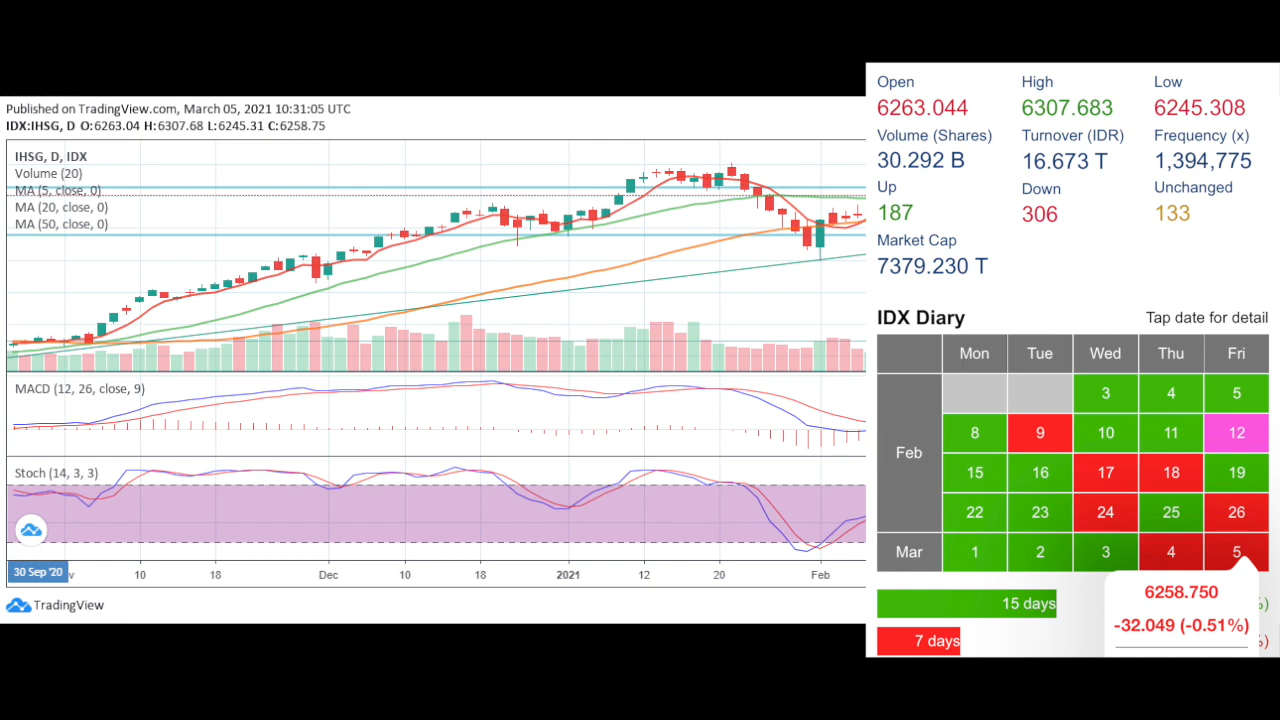 Published on TradingView.com, March 05, 2021 10:31:05 UTC
IDX:IHSG, D O:6263.04 H:6307.68 L:6245.31 C:6258.75
IHSG, D, IDX
Volume (20)
MA (5, close, 0)
MA (20, close, 0)
MA (50, close, 0)
MACD (12, 26, close, 9)
Stoch (14, 3, 3)
30 Sep '20 v 10 18 Dec 10 18 2021 12 20 Feb
TradingView
Open High Low
6263.044 6307.683 6245.308
Volume (Shares) Turnover (IDR) Frequency (x)
30.292 B 16.673 T 1,394,775
Up Down Unchanged
187 306 133
Market Cap
7379.230 T
IDX Diary Tap date for detail
Mon Tue Wed Thu Fri
3 4 5
8 9 10 11 12
Feb
15 16 17 18 19
22 23 24 25 26
Mar 1 2 3 4 5
15 days
6258.750
-32.049 (-0.51%)
7 days